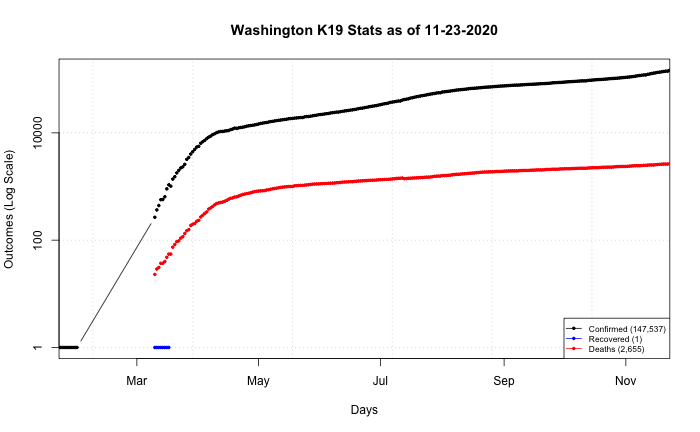 Washington K19 Stats as of 11-23-2020
Outcomes (Log Scale)
10000
100
1
Confirmed (147,537)
Recovered (1)
Deaths (2,655)
Mar May Jul Sep Nov
Days